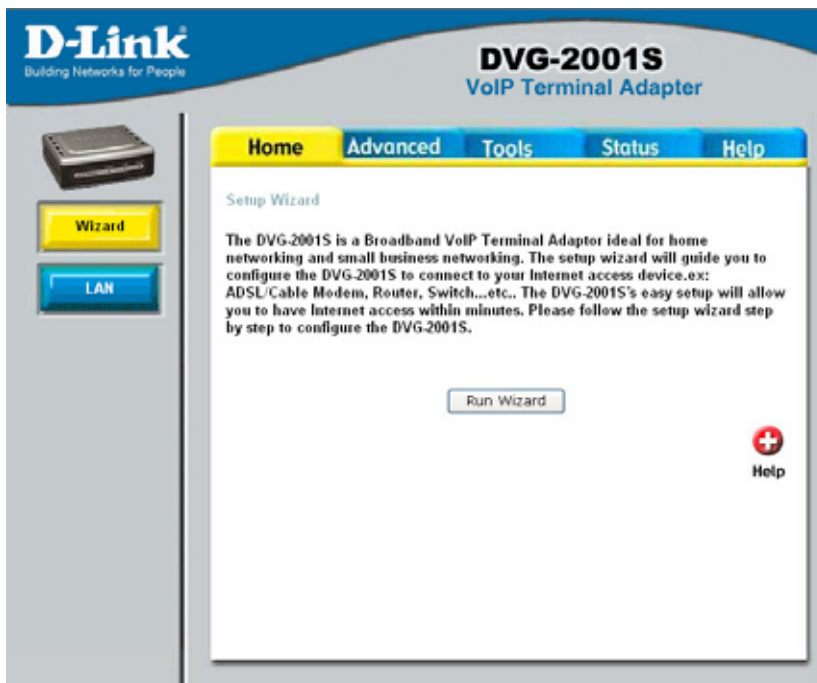 D-Link
Building Networks for People
DVG-2001S
VoIP Terminal Adapter
Home
Advanced
Tools
Status
Help
Wizard
LAN
Setup Wizard
The DVG-2001S is a Broadband VoIP Terminal Adaptor ideal for home
networking and small business networking. The setup wizard will guide you to
configure the DVG-2001S to connect to your Internet access device.ex:
ADSL/Cable Modem, Router, Switch...etc.. The DVG-2001S's easy setup will allow
you to have Internet access within minutes. Please follow the setup wizard step
by step to configure the DVG-2001S.
Run Wizard
Help